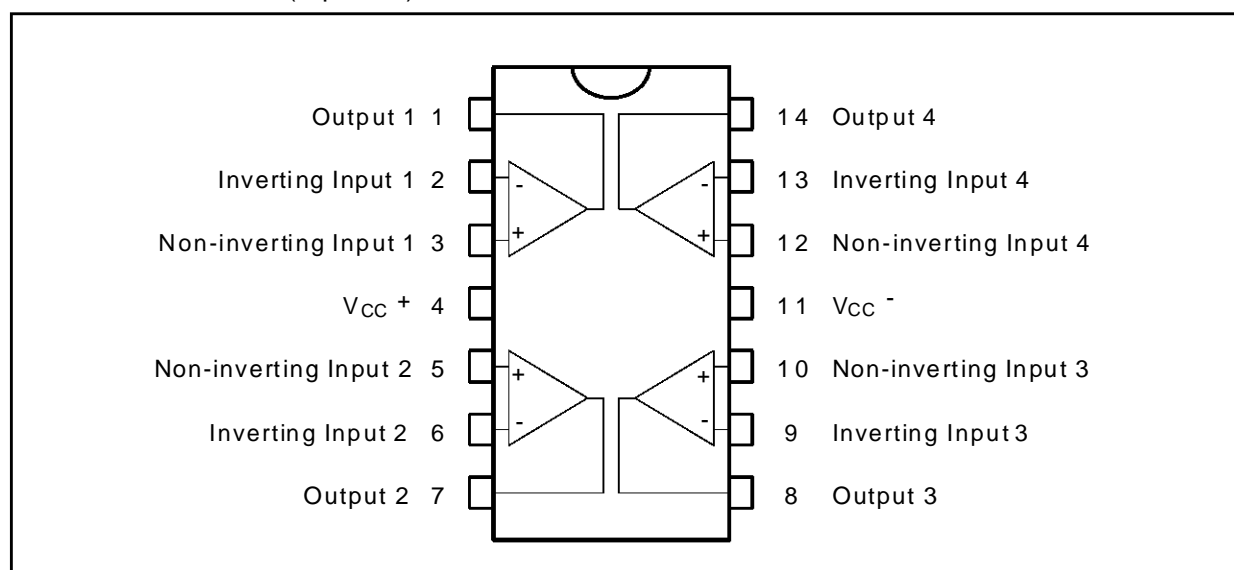 Output 1 1
Inverting Input 1 2
Non-inverting Input 1 3
VCC + 4
Non-inverting Input 2 5
Inverting Input 2 6
Output 2 7
14 Output 4
13 Inverting Input 4
12 Non-inverting Input 4
11 VCC -
10 Non-inverting Input 3
9 Inverting Input 3
8 Output 3
-
+
-
+
+
-
+
-